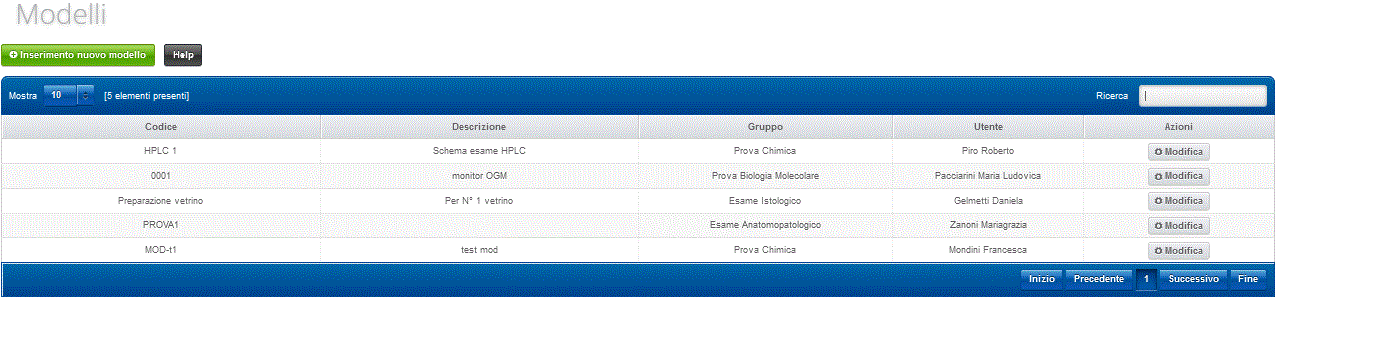 Modelli
Inserimento nuovo modello Help
Mostra 10 [5 elementi presenti] Ricerca
Codice Descrizione Gruppo Utente Azioni
HPLC 1 Schema esame HPLC Prova Chimica Piro Roberto Modifica
0001 monitor OGM Prova Biologia Molecolare Pacciarini Maria Ludovica Modifica
Preparazione vetrino Per N° 1 vetrino Esame Istologico Gelmetti Daniela Modifica
PROVA1 Esame Anatomopatologico Zanoni Mariagrazia Modifica
MOD-t1 test mod Prova Chimica Mondini Francesca Modifica
Inizio Precedente 1 Successivo Fine